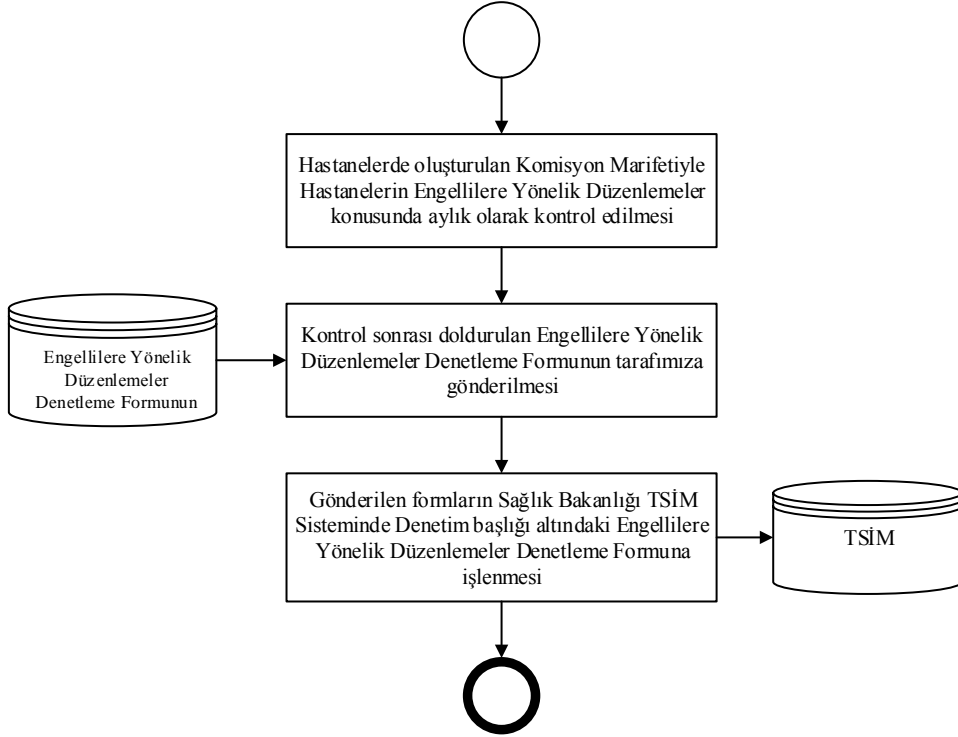 Hastanelerde oluşturulan Komisyon Marifetiyle
Hastanelerin Engellilere Yönelik Düzenlemeler
konusunda aylık olarak kontrol edilmesi
Engellilere Yönelik
Düzenlemeler
Denetleme Formunun
Kontrol sonrası doldurulan Engellilere Yönelik
Düzenlemeler Denetleme Formunun tarafımıza
gönderilmesi
Gönderilen formların Sağlık Bakanlığı TSİM
Sisteminde Denetim başlığı altındaki Engellilere
Yönelik Düzenlemeler Denetleme Formuna
işlenmesi
TSİM